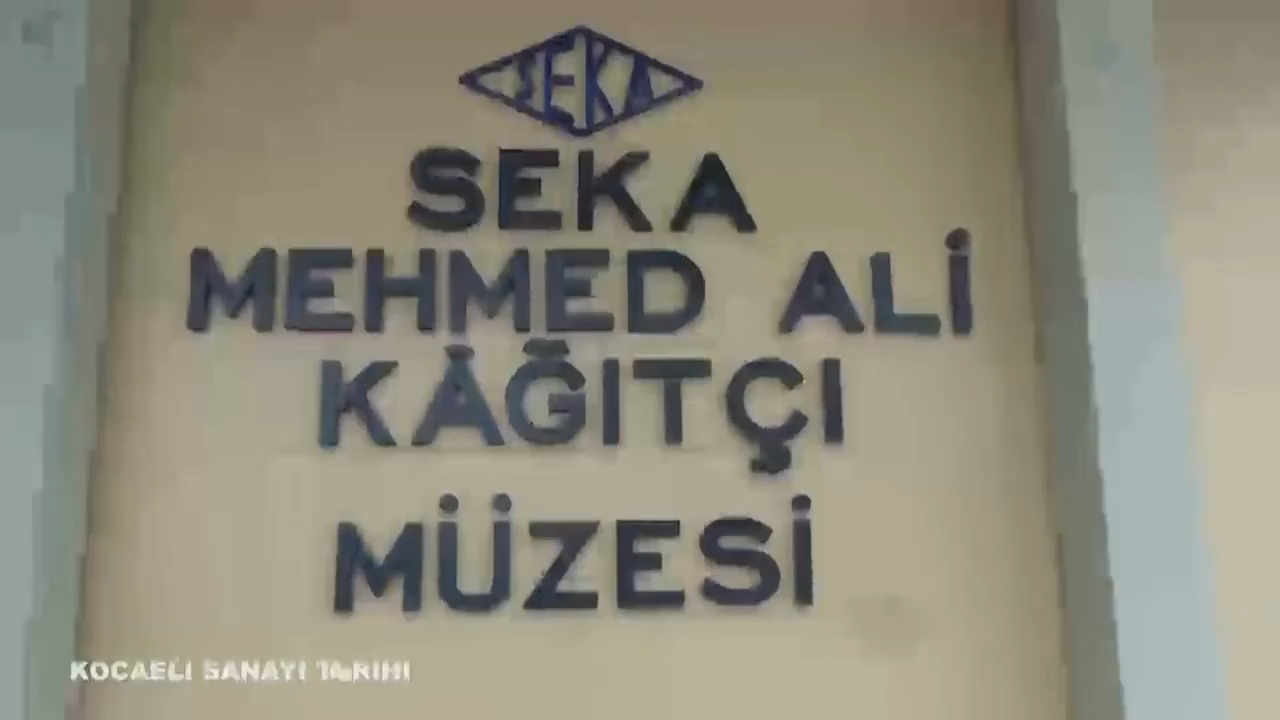 SEKA
SEKA
MEHMED ALİ
KÂĞITÇI
MÜZESİ
KOCAELİ SANAYİ TARİHİ